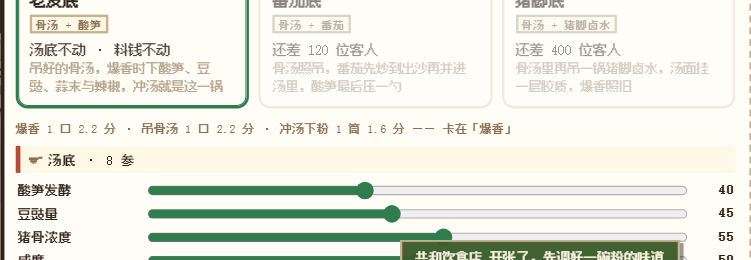 老友底
番茄底
猪脚底
骨汤 + 酸笋
骨汤 + 番茄
骨汤 + 猪脚卤水
汤底不动 · 料钱不动
还差 120 位客人
还差 400 位客人
吊好的骨汤，爆香时下酸笋、豆
豉、蒜末与辣椒，冲汤就是这一锅
骨汤照吊，番茄先炒到出沙再并进
汤里，酸笋最后压一勺
骨汤里再吊一锅猪脚卤水，汤面挂
一层胶质，爆香照旧
爆香 1 口 2.2 分 · 吊骨汤 1 口 2.2 分 · 冲汤下粉 1 筒 1.6 分 —— 卡在「爆香」
汤底 · 8 参
酸笋发酵 40
豆豉量 45
猪骨浓度 55
咸度 50
共和饮食店 开张了。先调好一碗粉的味道